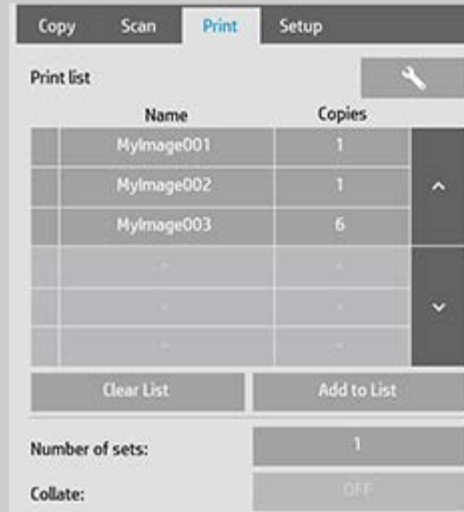 Copy Scan Print Setup
Print list
Name Copies
MyImage001 1
MyImage002 1
MyImage003 6
- -
- -
- -
Clear List Add to List
Number of sets: 1
Collate: OFF